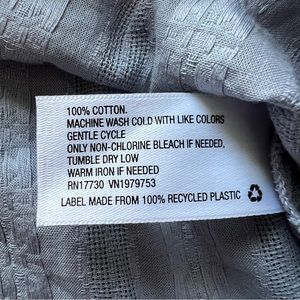 100% COTTON.
MACHINE WASH COLD WITH LIKE COLORS
GENTLE CYCLE
ONLY NON-CHLORINE BLEACH IF NEEDED,
TUMBLE DRY LOW
WARM IRON IF NEEDED
RN17730 VN1979753
LABEL MADE FROM 100% RECYCLED PLASTIC